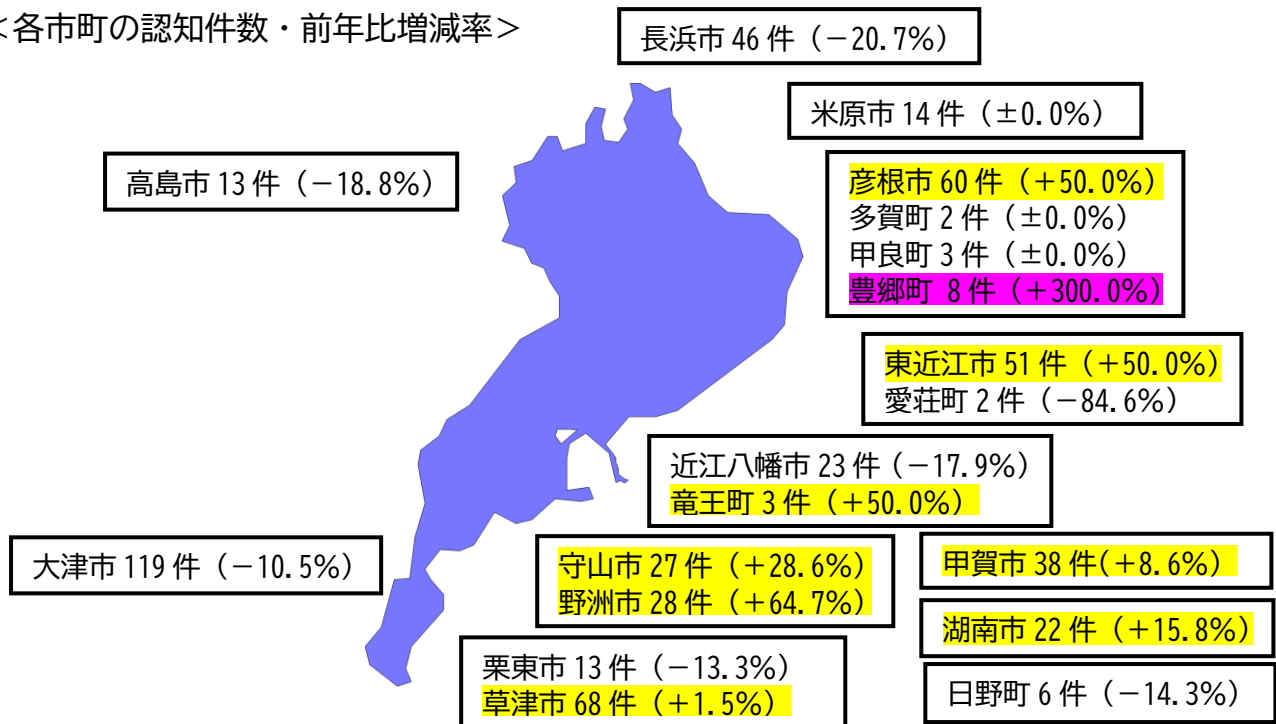 <各市町の認知件数・前年比増減率>
長浜市 46 件（－20.7%）
米原市 14 件（±0.0%）
高島市 13 件（－18.8%）
彦根市 60 件（＋50.0%）
多賀町 2 件（±0.0%）
甲良町 3 件（±0.0%）
豊郷町 8 件（＋300.0%）
東近江市 51 件（＋50.0%）
愛荘町 2 件（－84.6%）
近江八幡市 23 件（－17.9%）
竜王町 3 件（＋50.0%）
大津市 119 件（－10.5%）
守山市 27 件（＋28.6%）
野洲市 28 件（＋64.7%）
甲賀市 38 件(＋8.6%）
湖南市 22 件（＋15.8%）
栗東市 13 件（－13.3%）
草津市 68 件（＋1.5%）
日野町 6 件（－14.3%）